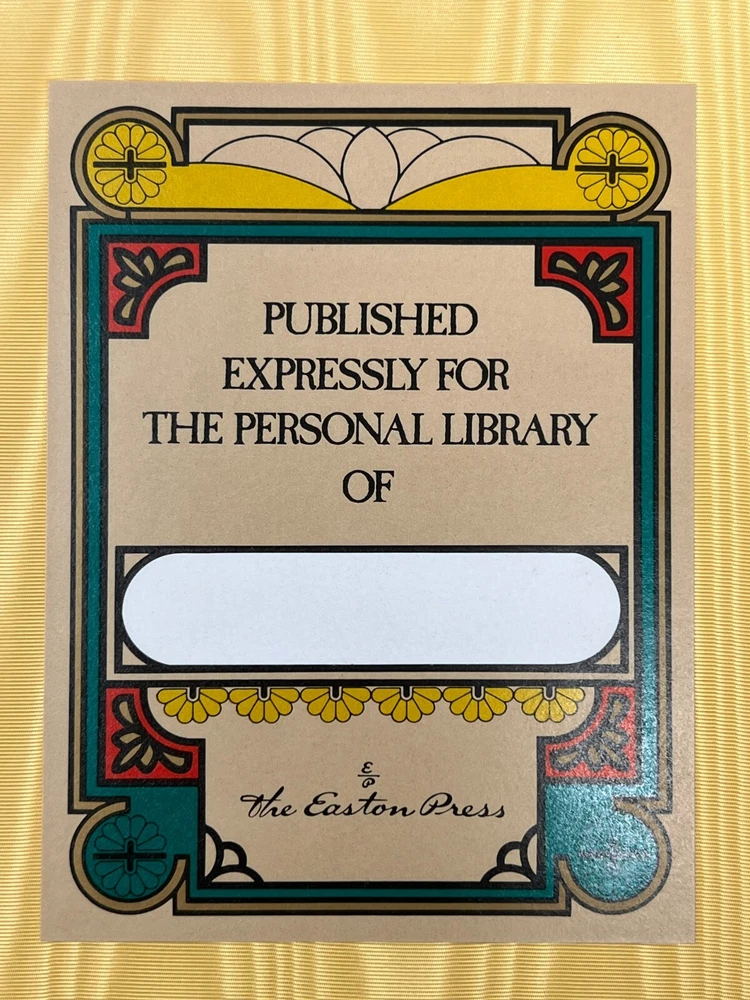 PUBLISHED
EXPRESSLY FOR
THE PERSONAL LIBRARY
OF
E
P
the Easton Press